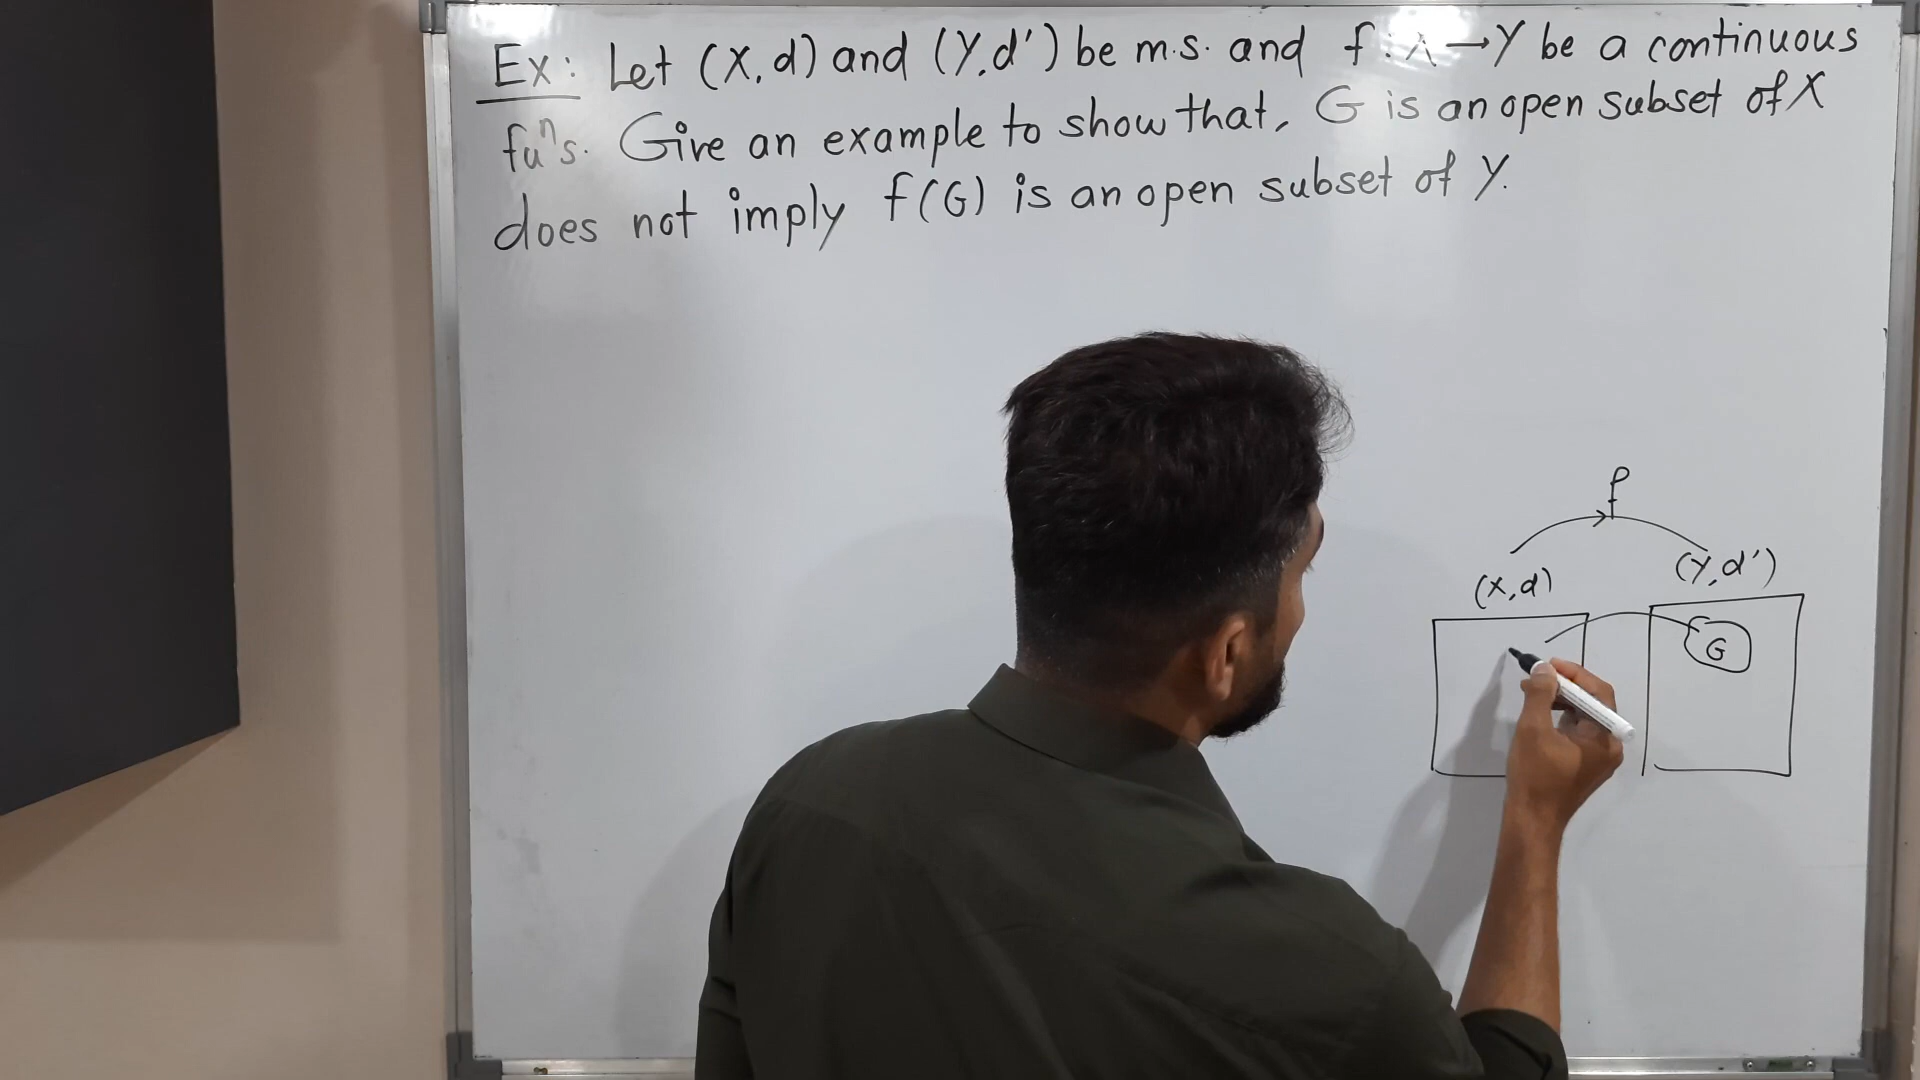 Ex: Let (X,d) and (Y,d') be m.s. and f: X→Y be a continuous
fuⁿs. Give an example to show that, G is an open subset of X
does not imply f(G) is an open subset of Y.
f
(X,d) (Y,d')
G